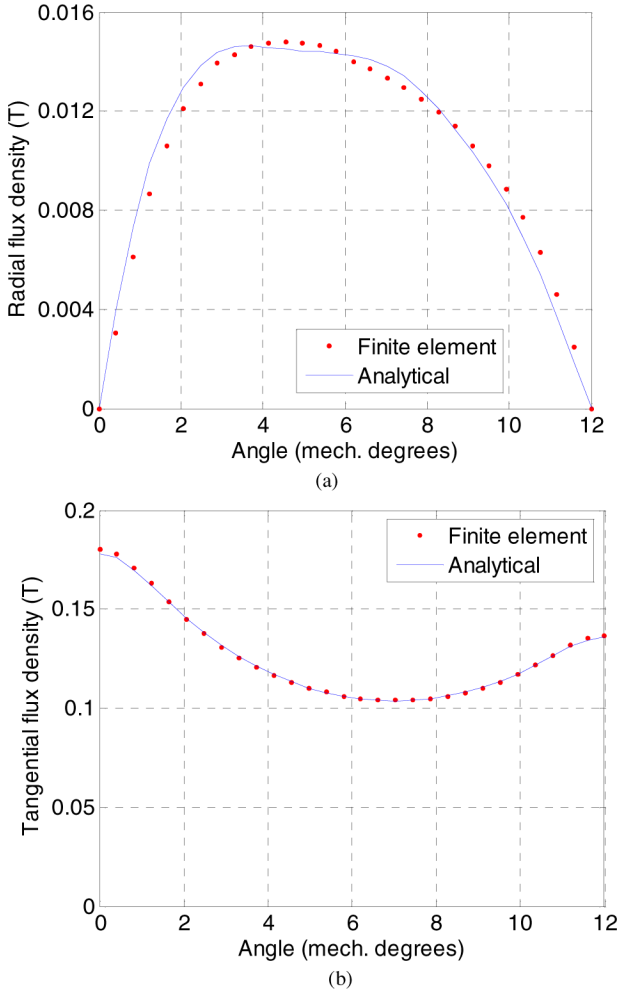 0.016
0.012
0.008
0.004
0
Radial flux density (T)
Finite element
Analytical
0 2 4 6 8 10 12
Angle (mech. degrees)
(a)
0.2
0.15
0.1
0.05
0
Tangential flux density (T)
Finite element
Analytical
0 2 4 6 8 10 12
Angle (mech. degrees)
(b)